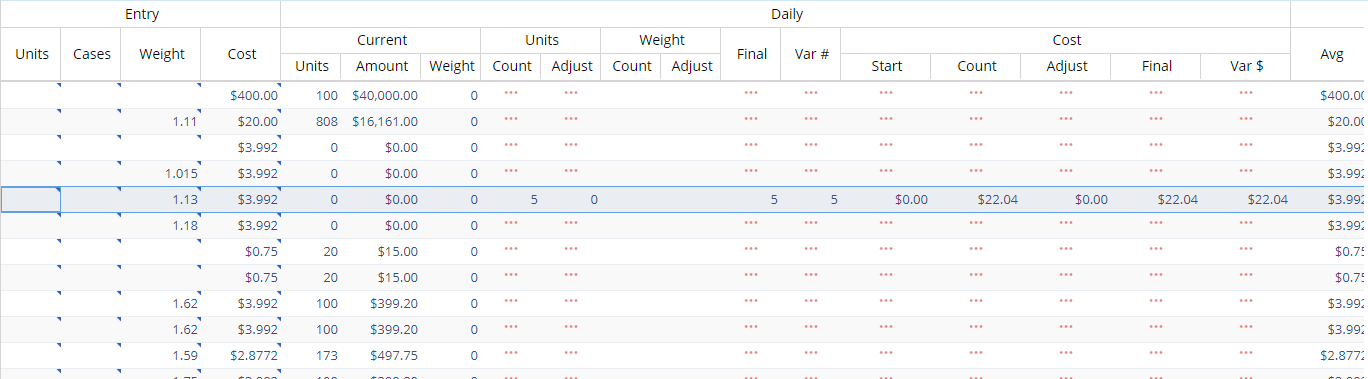 Entry Daily
Units Cases Weight Cost Current Units Weight Final Var # Cost Avg
Units Amount Weight Count Adjust Count Adjust Start Count Adjust Final Var $
$400.00 100 $40,000.00 0 *** *** *** *** *** *** *** *** *** $400.00
1.11 $20.00 808 $16,161.00 0 *** *** *** *** *** *** *** *** *** $20.00
$3.992 0 $0.00 0 *** *** *** *** *** *** *** *** *** $3.992
1.015 $3.992 0 $0.00 0 *** *** *** *** *** *** *** *** *** $3.992
1.13 $3.992 0 $0.00 0 5 0 5 5 $0.00 $22.04 $0.00 $22.04 $22.04 $3.992
1.18 $3.992 0 $0.00 0 *** *** *** *** *** *** *** *** *** $3.992
$0.75 20 $15.00 0 *** *** *** *** *** *** *** *** *** $0.75
$0.75 20 $15.00 0 *** *** *** *** *** *** *** *** *** $0.75
1.62 $3.992 100 $399.20 0 *** *** *** *** *** *** *** *** *** $3.992
1.62 $3.992 100 $399.20 0 *** *** *** *** *** *** *** *** *** $3.992
1.59 $2.8772 173 $497.75 0 *** *** *** *** *** *** *** *** *** $2.8772